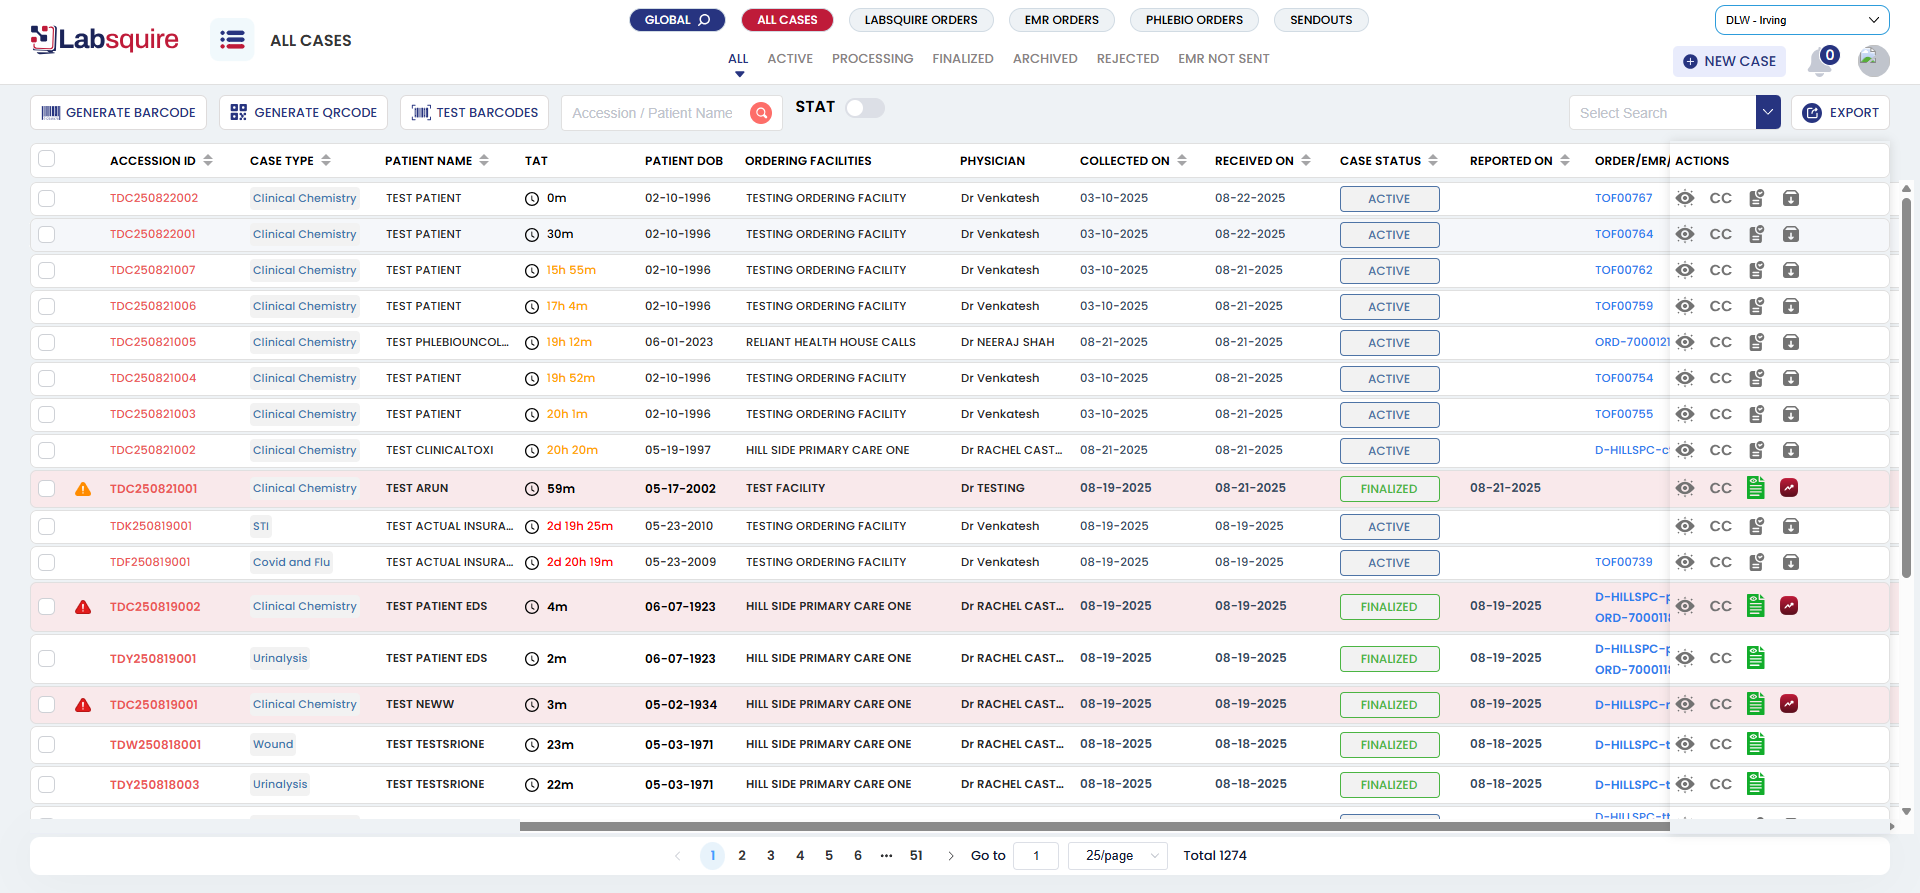 Labsquire
ALL CASES
GLOBAL
ALL CASES
LABSQUIRE ORDERS
EMR ORDERS
PHLEBIO ORDERS
SENDOUTS
DLW - Irving
ALL
ACTIVE
PROCESSING
FINALIZED
ARCHIVED
REJECTED
EMR NOT SENT
NEW CASE
0
GENERATE BARCODE
GENERATE QRCODE
TEST BARCODES
Accession / Patient Name
STAT
Select Search
EXPORT
ACCESSION ID CASE TYPE PATIENT NAME TAT PATIENT DOB ORDERING FACILITIES PHYSICIAN COLLECTED ON RECEIVED ON CASE STATUS REPORTED ON ORDER/EMR/ ACTIONS
TDC250822002 Clinical Chemistry TEST PATIENT 0m 02-10-1996 TESTING ORDERING FACILITY Dr Venkatesh 03-10-2025 08-22-2025 ACTIVE TOF00767 CC
TDC250822001 Clinical Chemistry TEST PATIENT 30m 02-10-1996 TESTING ORDERING FACILITY Dr Venkatesh 03-10-2025 08-22-2025 ACTIVE TOF00764 CC
TDC250821007 Clinical Chemistry TEST PATIENT 15h 55m 02-10-1996 TESTING ORDERING FACILITY Dr Venkatesh 03-10-2025 08-21-2025 ACTIVE TOF00762 CC
TDC250821006 Clinical Chemistry TEST PATIENT 17h 4m 02-10-1996 TESTING ORDERING FACILITY Dr Venkatesh 03-10-2025 08-21-2025 ACTIVE TOF00759 CC
TDC250821005 Clinical Chemistry TEST PHLEBIOUNCOL... 19h 12m 06-01-2023 RELIANT HEALTH HOUSE CALLS Dr NEERAJ SHAH 08-21-2025 08-21-2025 ACTIVE ORD-7000121 CC
TDC250821004 Clinical Chemistry TEST PATIENT 19h 52m 02-10-1996 TESTING ORDERING FACILITY Dr Venkatesh 03-10-2025 08-21-2025 ACTIVE TOF00754 CC
TDC250821003 Clinical Chemistry TEST PATIENT 20h 1m 02-10-1996 TESTING ORDERING FACILITY Dr Venkatesh 03-10-2025 08-21-2025 ACTIVE TOF00755 CC
TDC250821002 Clinical Chemistry TEST CLINICALTOXI 20h 20m 05-19-1997 HILL SIDE PRIMARY CARE ONE Dr RACHEL CAST... 08-21-2025 08-21-2025 ACTIVE D-HILLSPC-c CC
TDC250821001 Clinical Chemistry TEST ARUN 59m 05-17-2002 TEST FACILITY Dr TESTING 08-19-2025 08-21-2025 FINALIZED 08-21-2025 CC
TDK250819001 STI TEST ACTUAL INSURA... 2d 19h 25m 05-23-2010 TESTING ORDERING FACILITY Dr Venkatesh 08-19-2025 08-19-2025 ACTIVE CC
TDF250819001 Covid and Flu TEST ACTUAL INSURA... 2d 20h 19m 05-23-2009 TESTING ORDERING FACILITY Dr Venkatesh 08-19-2025 08-19-2025 ACTIVE TOF00739 CC
TDC250819002 Clinical Chemistry TEST PATIENT EDS 4m 06-07-1923 HILL SIDE PRIMARY CARE ONE Dr RACHEL CAST... 08-19-2025 08-19-2025 FINALIZED 08-19-2025 D-HILLSPC-p CC
ORD-7000118
TDY250819001 Urinalysis TEST PATIENT EDS 2m 06-07-1923 HILL SIDE PRIMARY CARE ONE Dr RACHEL CAST... 08-19-2025 08-19-2025 FINALIZED 08-19-2025 D-HILLSPC-p CC
ORD-7000118
TDC250819001 Clinical Chemistry TEST NEWW 3m 05-02-1934 HILL SIDE PRIMARY CARE ONE Dr RACHEL CAST... 08-19-2025 08-19-2025 FINALIZED 08-19-2025 D-HILLSPC-r CC
TDW250818001 Wound TEST TESTSRIONE 23m 05-03-1971 HILL SIDE PRIMARY CARE ONE Dr RACHEL CAST... 08-18-2025 08-18-2025 FINALIZED 08-18-2025 D-HILLSPC-t CC
TDY250818003 Urinalysis TEST TESTSRIONE 22m 05-03-1971 HILL SIDE PRIMARY CARE ONE Dr RACHEL CAST... 08-18-2025 08-18-2025 FINALIZED 08-18-2025 D-HILLSPC-t CC
D-HILLSPC-tt
1 2 3 4 5 6 ••• 51 Go to 1 25/page Total 1274